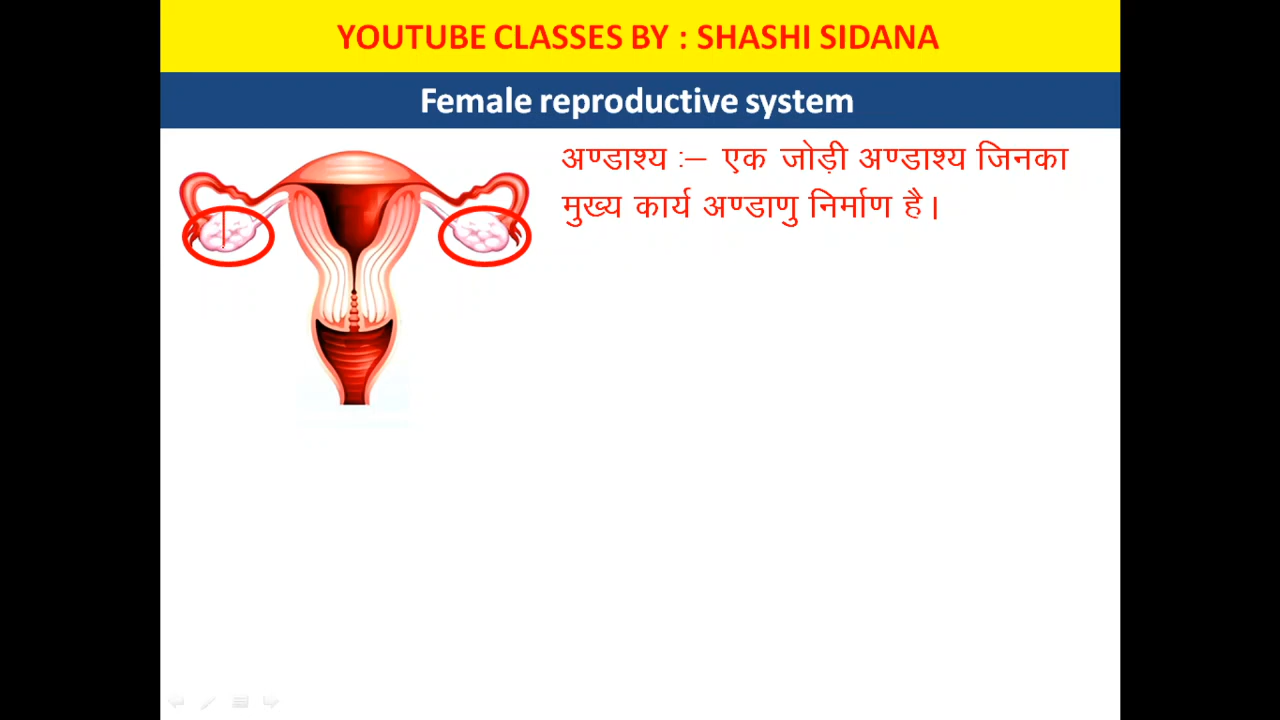 YOUTUBE CLASSES BY : SHASHI SIDANA
Female reproductive system
अण्डाश्य :– एक जोड़ी अण्डाश्य जिनका
मुख्य कार्य अण्डाणु निर्माण है।